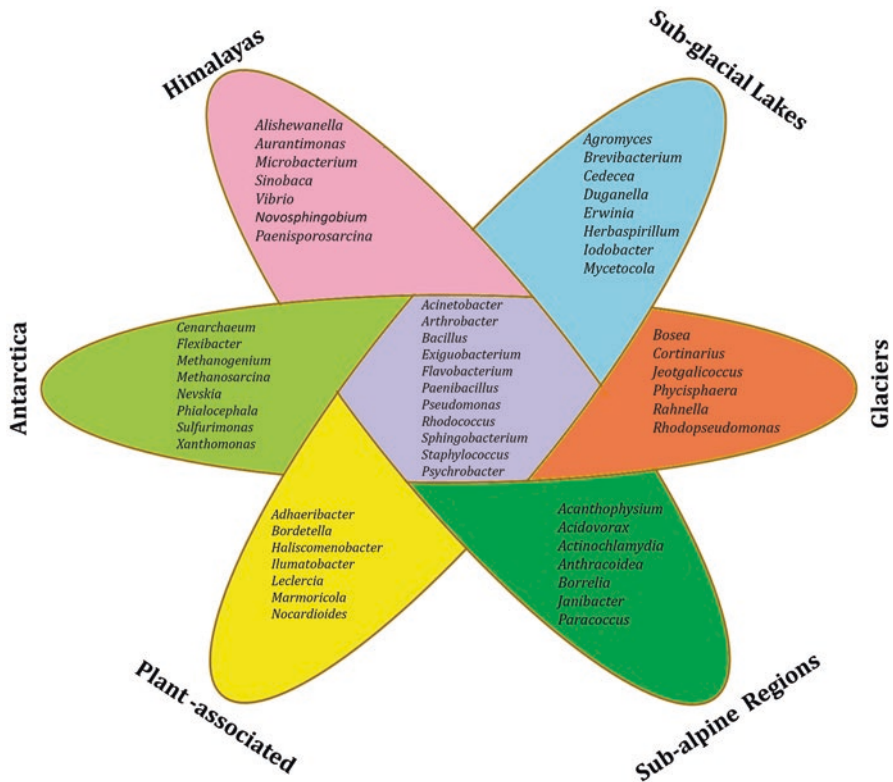 Himalayas
Sub-glacial Lakes
Alishewanella
Aurantimonas
Microbacterium
Sinobaca
Vibrio
Novosphingobium
Paenisporosarcina
Agromyces
Brevibacterium
Cedecea
Duganella
Erwinia
Herbaspirillum
Iodobacter
Mycetocola
Antarctica
Cenarchaeum
Flexibacter
Methanogenium
Methanosarcina
Nevskia
Phialocephala
Sulfurimonas
Xanthomonas
Acinetobacter
Arthrobacter
Bacillus
Exiguobacterium
Flavobacterium
Paenibacillus
Pseudomonas
Rhodococcus
Sphingobacterium
Staphylococcus
Psychrobacter
Bosea
Cortinarius
Jeotgalicoccus
Phycisphaera
Rahnella
Rhodopseudomonas
Glaciers
Adhaeribacter
Bordetella
Haliscomenobacter
Ilumatobacter
Leclercia
Marmoricola
Nocardioides
Acanthophysium
Acidovorax
Actinochlamydia
Anthracoidea
Borrelia
Janibacter
Paracoccus
Plant -associated
Sub-alpine Regions